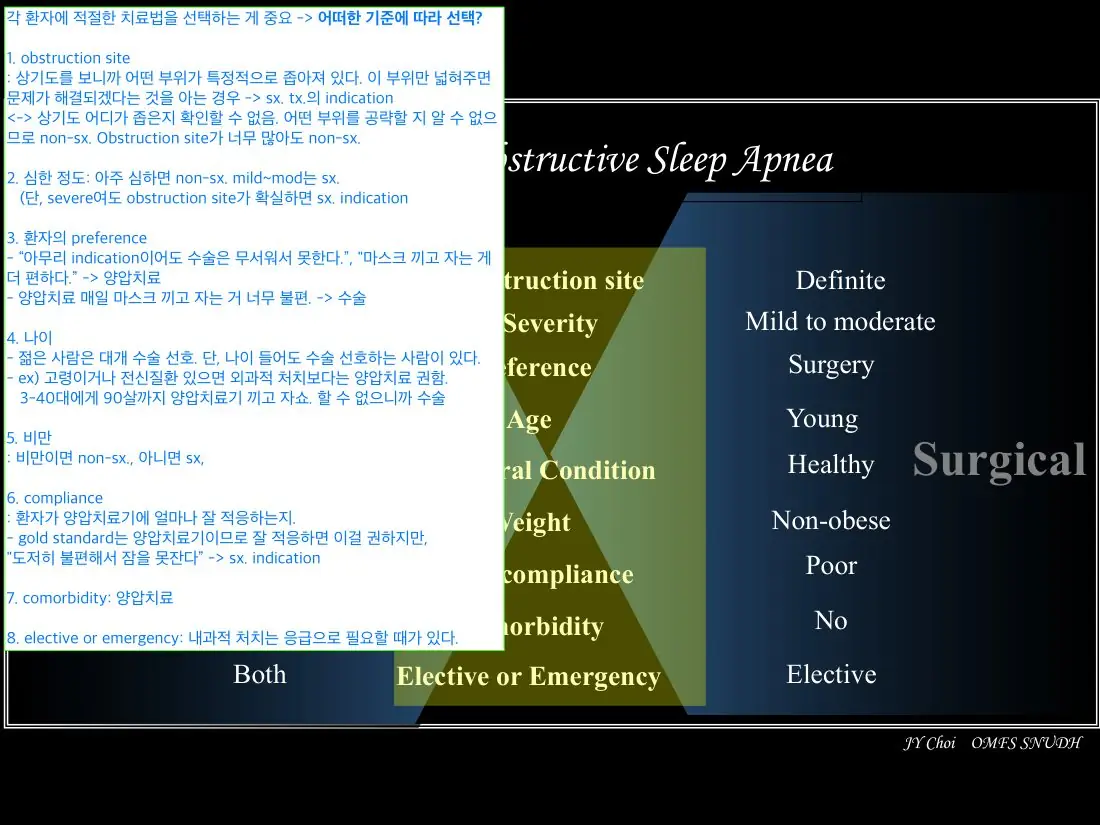 각 환자에 적절한 치료법을 선택하는 게 중요 -> 어떠한 기준에 따라 선택?
1. obstruction site
: 상기도를 보니까 어떤 부위가 특정적으로 좁아져 있다. 이 부위만 넓혀주면
문제가 해결되겠다는 것을 아는 경우 -> sx. tx.의 indication
<-> 상기도 어디가 좁은지 확인할 수 없음. 어떤 부위를 공략할 지 알 수 없으
므로 non-sx. Obstruction site가 너무 많아도 non-sx.
2. 심한 정도: 아주 심하면 non-sx. mild~mod는 sx.
(단, severe여도 obstruction site가 확실하면 sx. indication
3. 환자의 preference
- “아무리 indication이어도 수술은 무서워서 못한다.”, “마스크 끼고 자는 게
더 편하다.” -> 양압치료
- 양압치료 매일 마스크 끼고 자는 거 너무 불편. -> 수술
4. 나이
- 젊은 사람은 대개 수술 선호. 단, 나이 들어도 수술 선호하는 사람이 있다.
- ex) 고령이거나 전신질환 있으면 외과적 처치보다는 양압치료 권함.
3-40대에게 90살까지 양압치료기 끼고 자쇼. 할 수 없으니까 수술
5. 비만
: 비만이면 non-sx., 아니면 sx,
6. compliance
: 환자가 양압치료기에 얼마나 잘 적응하는지.
- gold standard는 양압치료기이므로 잘 적응하면 이걸 권하지만,
"도저히 불편해서 잠을 못잔다” -> sx. indication
7. comorbidity: 양압치료
8. elective or emergency: 내과적 처치는 응급으로 필요할 때가 있다.
bstructive Sleep Apnea
truction site Definite
Severity Mild to moderate
ference Surgery
Age Young
ral Condition Healthy
Surgical
Weight Non-obese
compliance Poor
orbidity No
Both Elective or Emergency Elective
JY Choi OMFS SNUDH